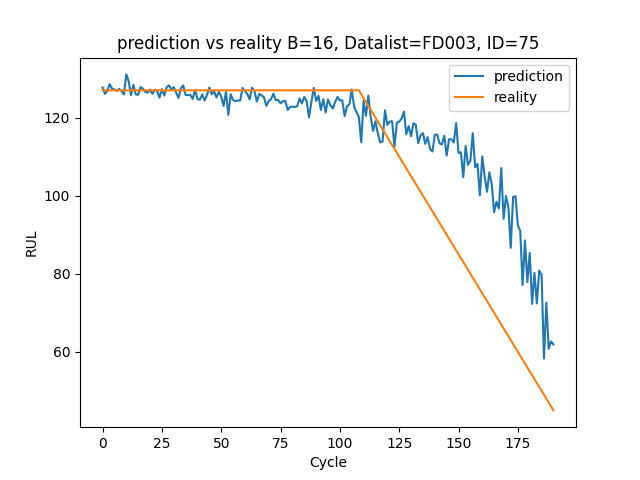 prediction vs reality B=16, Datalist=FD003, ID=75
prediction
reality
RUL
120
100
80
60
0 25 50 75 100 125 150 175
Cycle